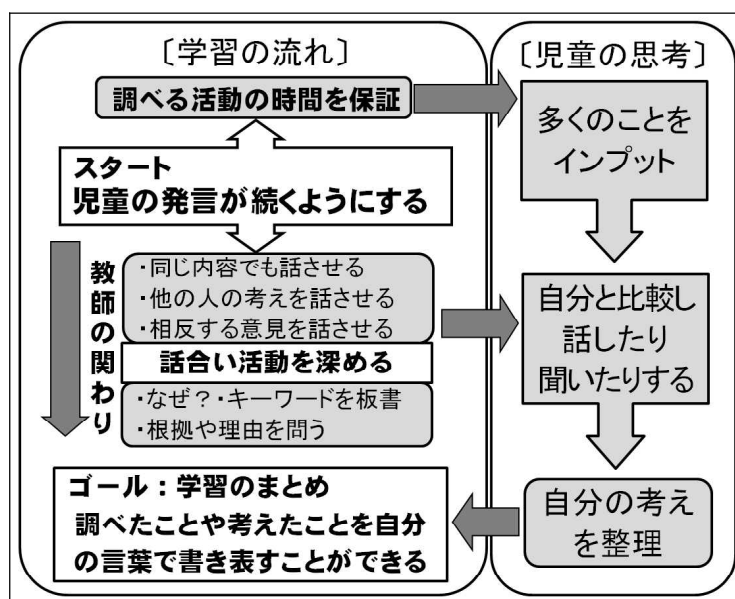 〔学習の流れ〕
調べる活動の時間を保証
スタート
児童の発言が続くようにする
教師の関わり
・同じ内容でも話させる
・他の人の考えを話させる
・相反する意見を話させる
話合い活動を深める
・なぜ？・キーワードを板書
・根拠や理由を問う
ゴール：学習のまとめ
調べたことや考えたことを自分
の言葉で書き表すことができる
〔児童の思考〕
多くのことを
インプット
自分と比較し
話したり
聞いたりする
自分の考え
を整理